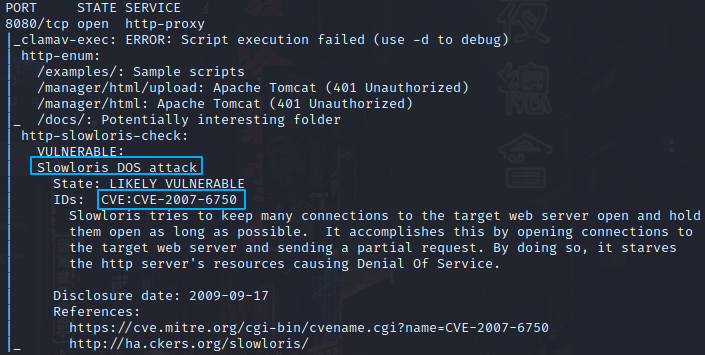 PORT     STATE SERVICE
8080/tcp open  http-proxy
|_clamav-exec: ERROR: Script execution failed (use -d to debug)
| http-enum:
|   /examples/: Sample scripts
|   /manager/html/upload: Apache Tomcat (401 Unauthorized)
|   /manager/html: Apache Tomcat (401 Unauthorized)
|_  /docs/: Potentially interesting folder
| http-slowloris-check:
|   VULNERABLE:
|   Slowloris DOS attack
|     State: LIKELY VULNERABLE
|     IDs:  CVE:CVE-2007-6750
|       Slowloris tries to keep many connections to the target web server open and hold
|       them open as long as possible.  It accomplishes this by opening connections to
|       the target web server and sending a partial request. By doing so, it starves
|       the http server's resources causing Denial Of Service.
|
|     Disclosure date: 2009-09-17
|     References:
|       https://cve.mitre.org/cgi-bin/cvename.cgi?name=CVE-2007-6750
|_      http://ha.ckers.org/slowloris/